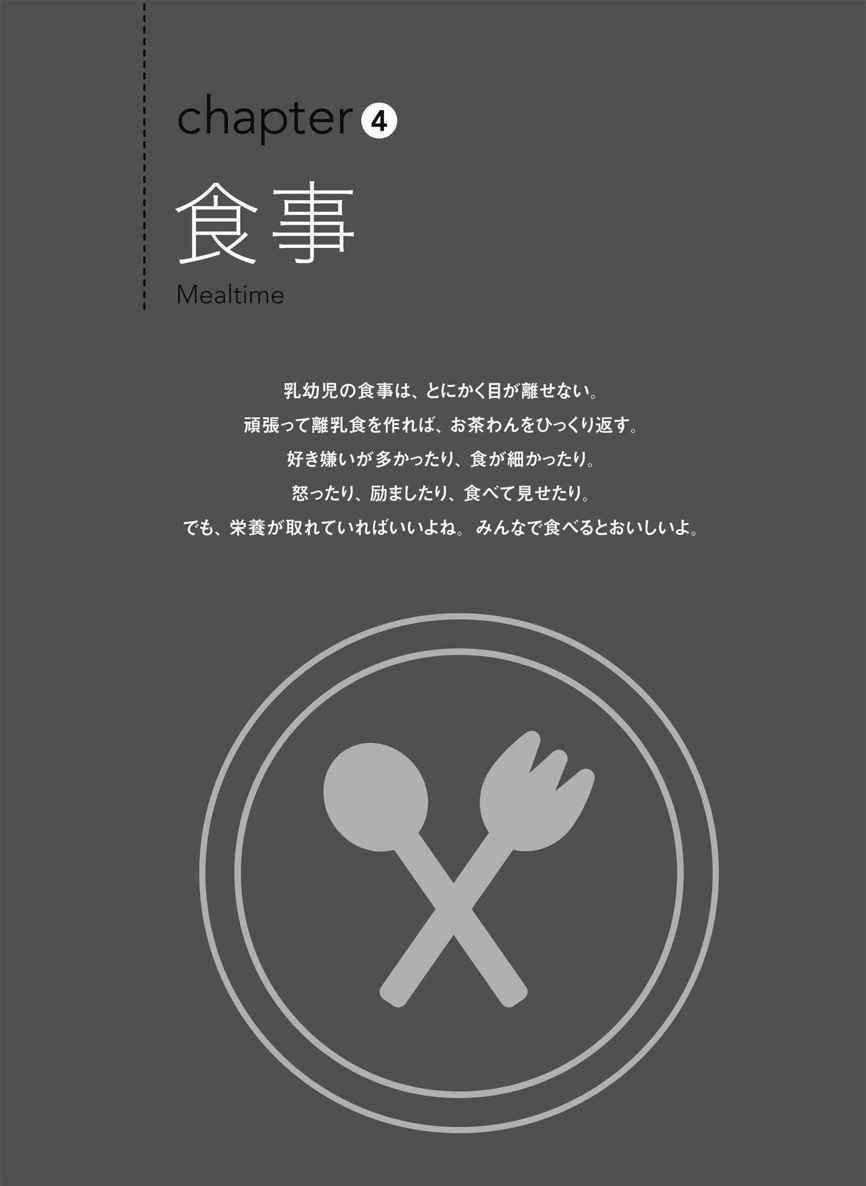 chapter 4
食事
Mealtime
乳幼児の食事は、とにかく目が離せない。
頑張って離乳食を作れば、お茶わんをひっくり返す。
好き嫌いが多かったり、食が細かったり。
怒ったり、励ましたり、食べて見せたり。
でも、栄養が取れていればいいよね。みんなで食べるとおいしいよ。